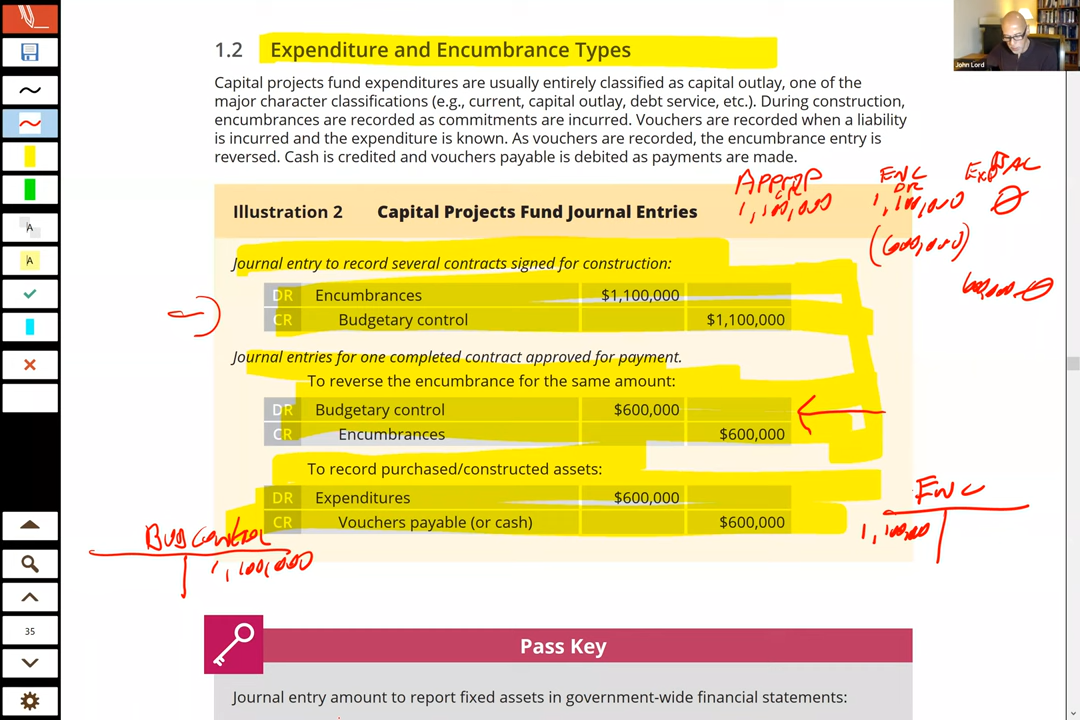 John Lord
1.2 Expenditure and Encumbrance Types
Capital projects fund expenditures are usually entirely classified as capital outlay, one of the
major character classifications (e.g., current, capital outlay, debt service, etc.). During construction,
encumbrances are recorded as commitments are incurred. Vouchers are recorded when a liability
is incurred and the expenditure is known. As vouchers are recorded, the encumbrance entry is
reversed. Cash is credited and vouchers payable is debited as payments are made.
APPROP ENC
CR DR
1,100,000 1,100,000 0
(600,000)
600,000 0
Illustration 2 Capital Projects Fund Journal Entries
Journal entry to record several contracts signed for construction:
DR Encumbrances $1,100,000
CR Budgetary control $1,100,000
Journal entries for one completed contract approved for payment.
To reverse the encumbrance for the same amount:
DR Budgetary control $600,000
CR Encumbrances $600,000
To record purchased/constructed assets:
DR Expenditures $600,000
CR Vouchers payable (or cash) $600,000
ENC
1,100,000
BUD Control
1,100,000
A
A
35
Pass Key
Journal entry amount to report fixed assets in government-wide financial statements: